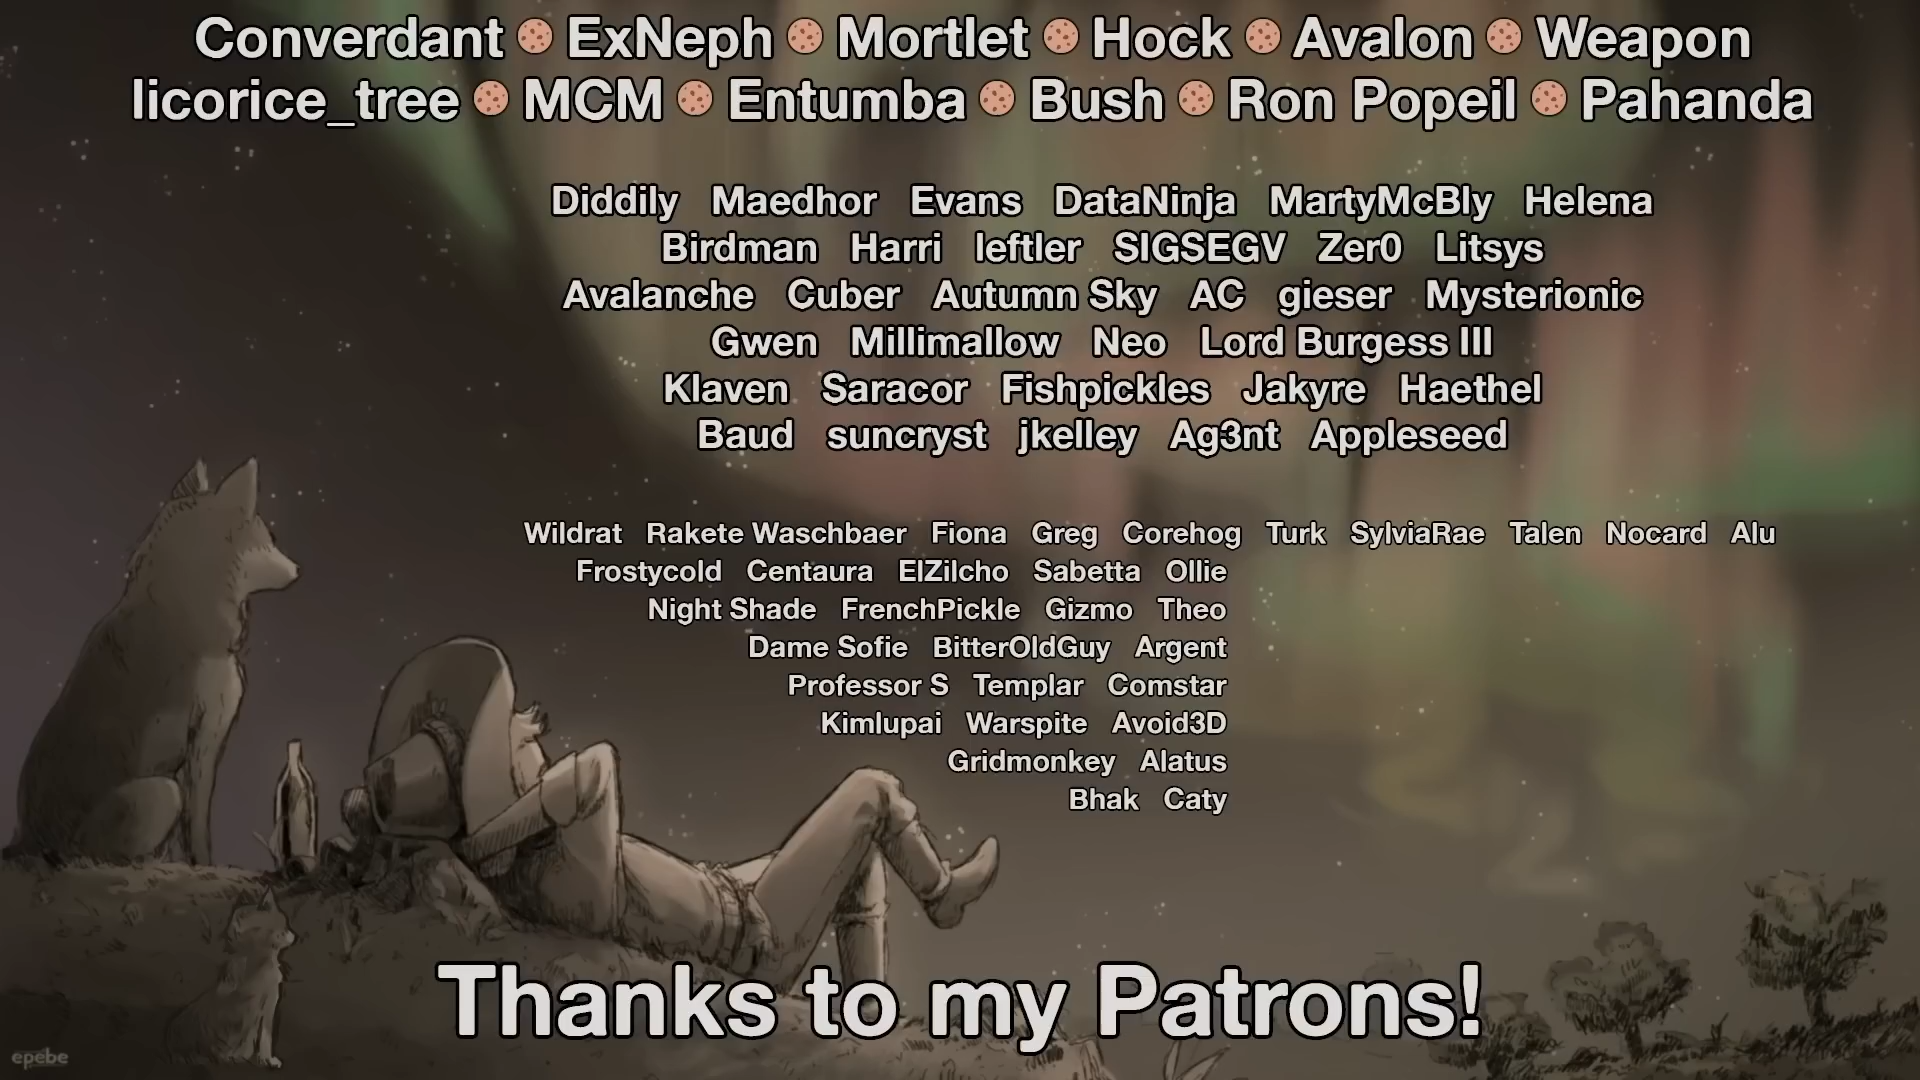 Converdant ExNeph Mortlet Hock Avalon Weapon
licorice_tree MCM Entumba Bush Ron Popeil Pahanda
Diddily Maedhor Evans DataNinja MartyMcBly Helena
Birdman Harri leftler SIGSEGV Zer0 Litsys
Avalanche Cuber Autumn Sky AC gieser Mysterionic
Gwen Millimallow Neo Lord Burgess III
Klaven Saracor Fishpickles Jakyre Haethel
Baud suncryst jkelley Ag3nt Appleseed
Wildrat Rakete Waschbaer Fiona Greg Corehog Turk SylviaRae Talen Nocard Alu
Frostycold Centaura ElZilcho Sabetta Ollie
Night Shade FrenchPickle Gizmo Theo
Dame Sofie BitterOldGuy Argent
Professor S Templar Comstar
Kimlupai Warspite Avoid3D
Gridmonkey Alatus
Bhak Caty
Thanks to my Patrons!
epebe